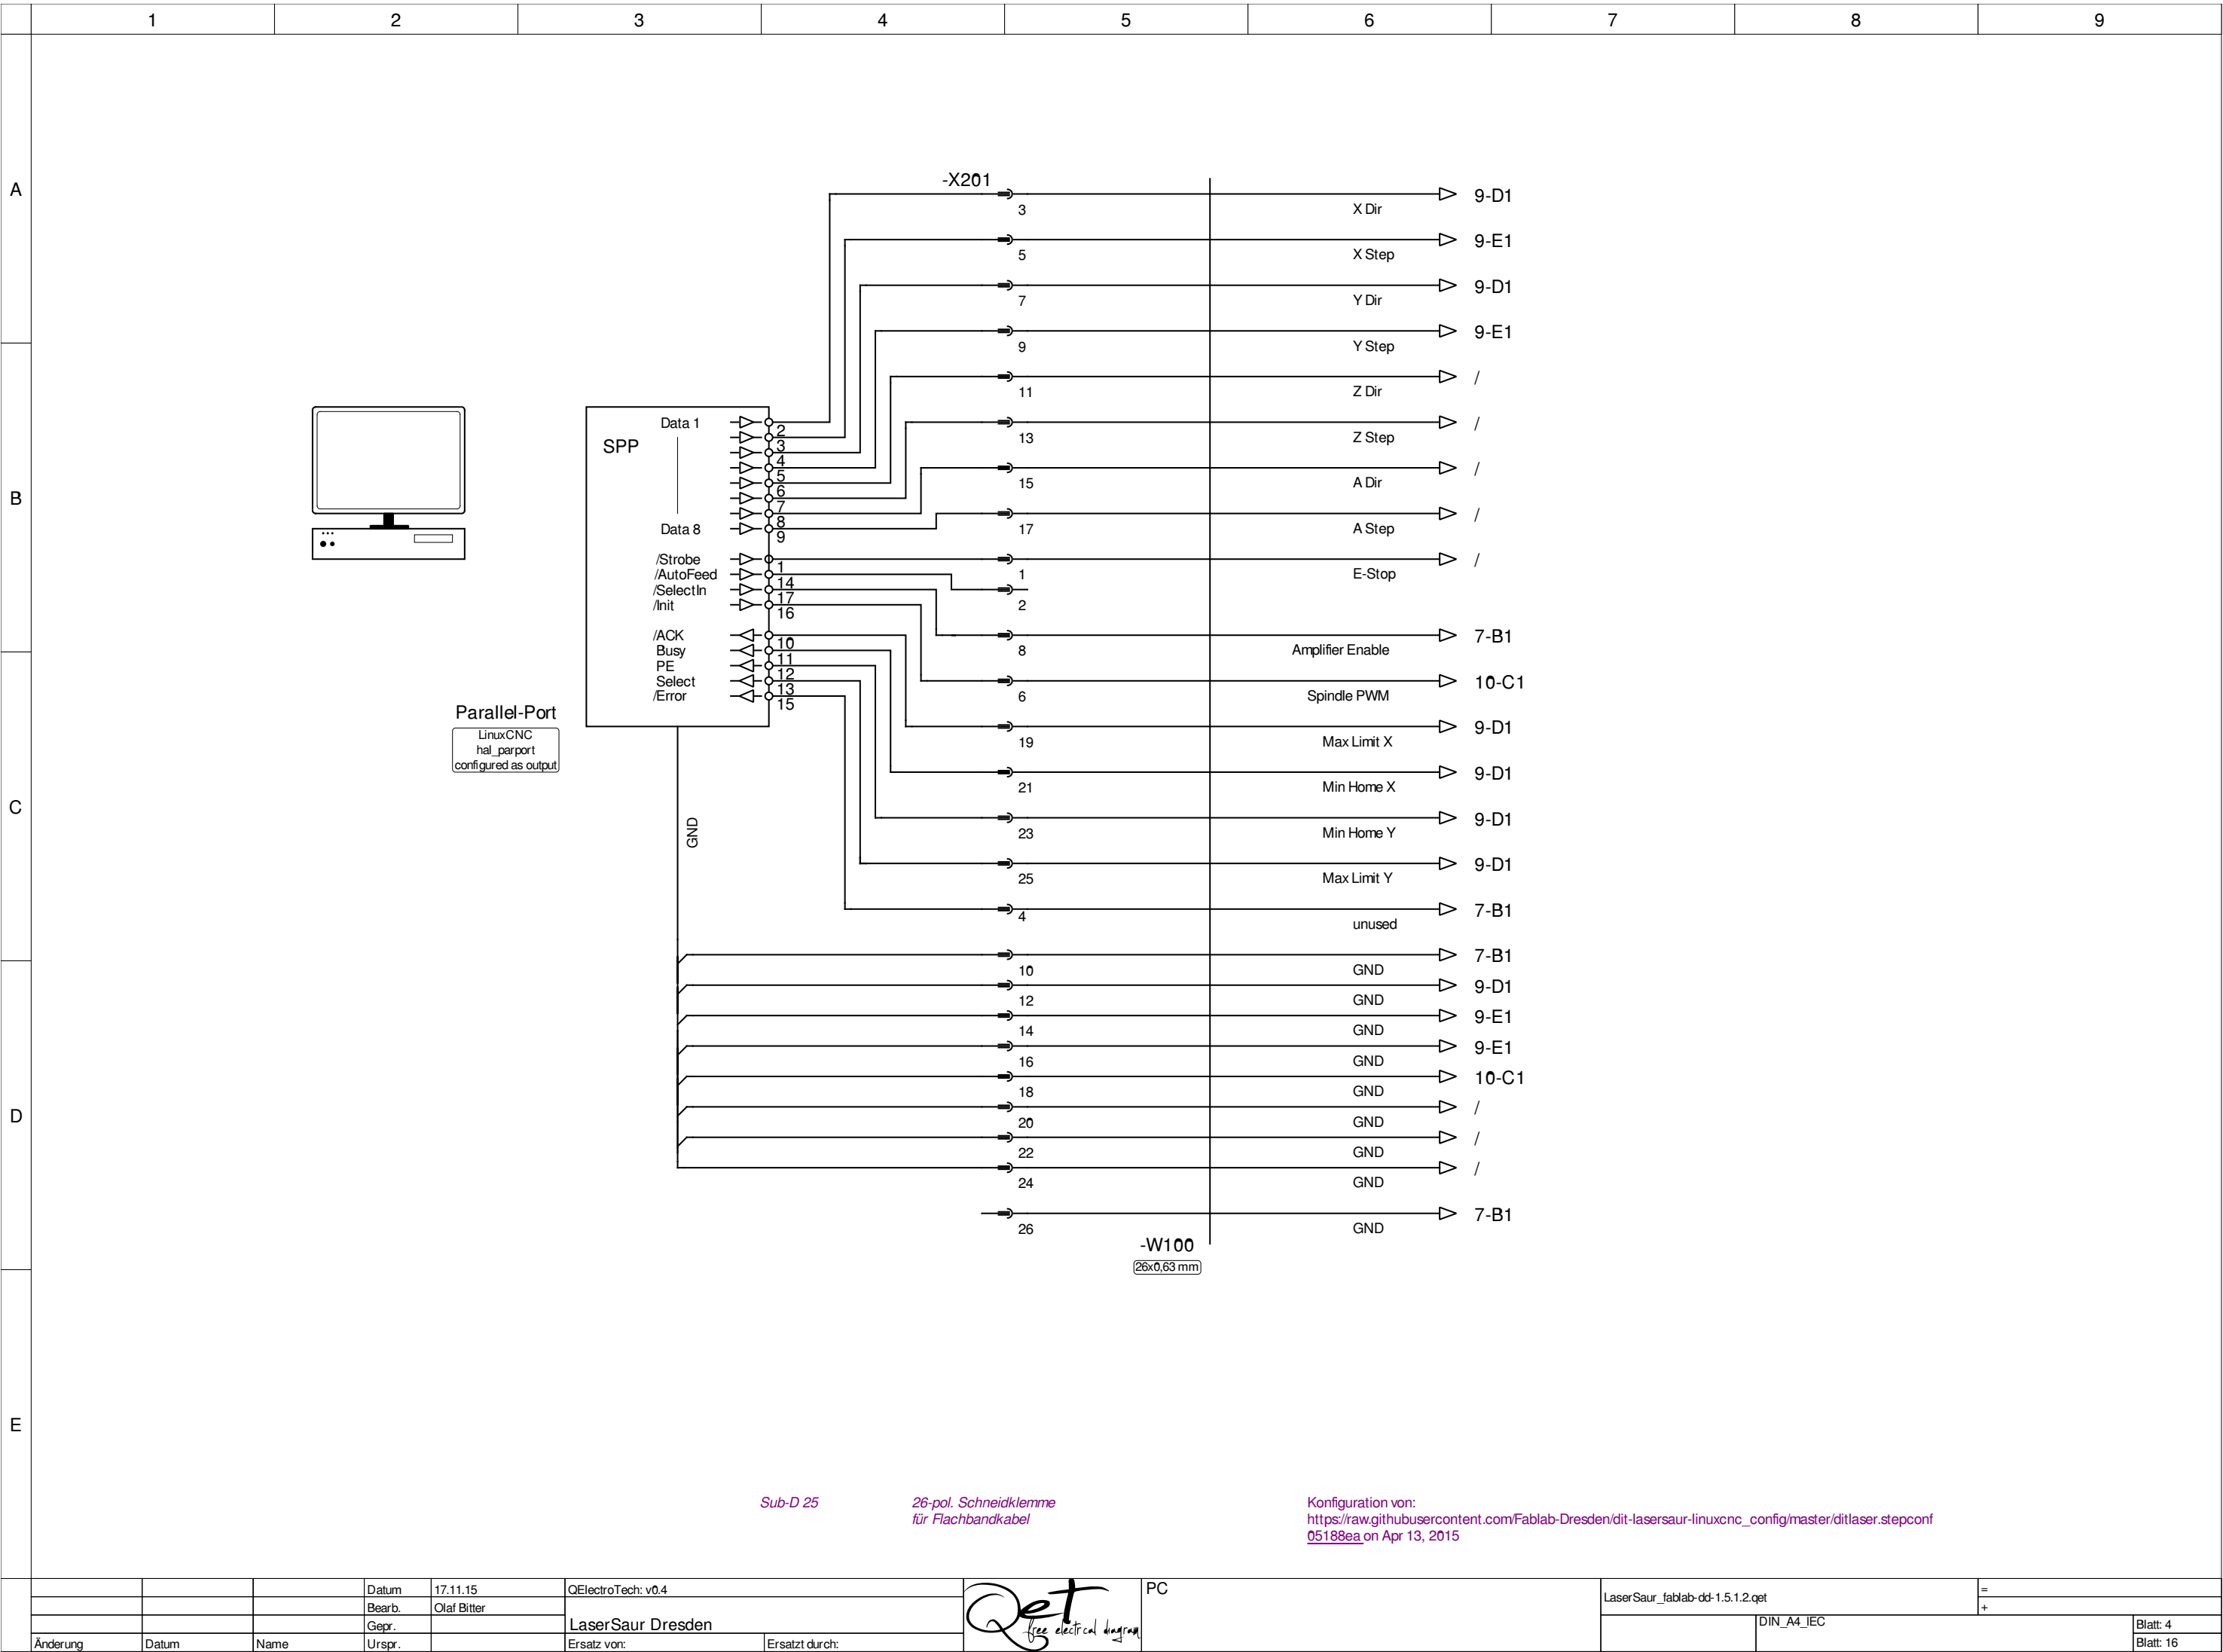 1 2 3 4 5 6 7 8 9
A
B
C
D
E
-X201
3 X Dir 9-D1
5 X Step 9-E1
7 Y Dir 9-D1
9 Y Step 9-E1
11 Z Dir /
13 Z Step /
15 A Dir /
17 A Step /
1 E-Stop /
2
8 Amplifier Enable 7-B1
6 Spindle PWM 10-C1
19 Max Limit X 9-D1
21 Min Home X 9-D1
23 Min Home Y 9-D1
25 Max Limit Y 9-D1
4 unused 7-B1
10 GND 7-B1
12 GND 9-D1
14 GND 9-E1
16 GND 9-E1
18 GND 10-C1
20 GND /
22 GND /
24 GND /
26 GND 7-B1
-W100
26x0,63 mm
SPP
Data 1 2
3
4
5
6
7
8
Data 8 9
/Strobe 1
/AutoFeed 14
/SelectIn 17
/Init 16
/ACK 10
Busy 11
PE 12
Select 13
/Error 15
GND
Parallel-Port
LinuxCNC
hal_parport
configured as output
Sub-D 25
26-pol. Schneidklemme
für Flachbandkabel
Konfiguration von:
https://raw.githubusercontent.com/Fablab-Dresden/dit-lasersaur-linuxcnc_config/master/ditlaser.stepconf
05188ea on Apr 13, 2015
Datum 17.11.15
Bearb. Olaf Bitter
Gepr.
Änderung Datum Name Urspr.
QElectroTech: v0.4
LaserSaur Dresden
Ersatz von: Ersatzt durch:
Qet
free electrical diagram
PC
LaserSaur_fablab-dd-1.5.1.2.qet
DIN_A4_IEC
=
+
Blatt: 4
Blatt: 16